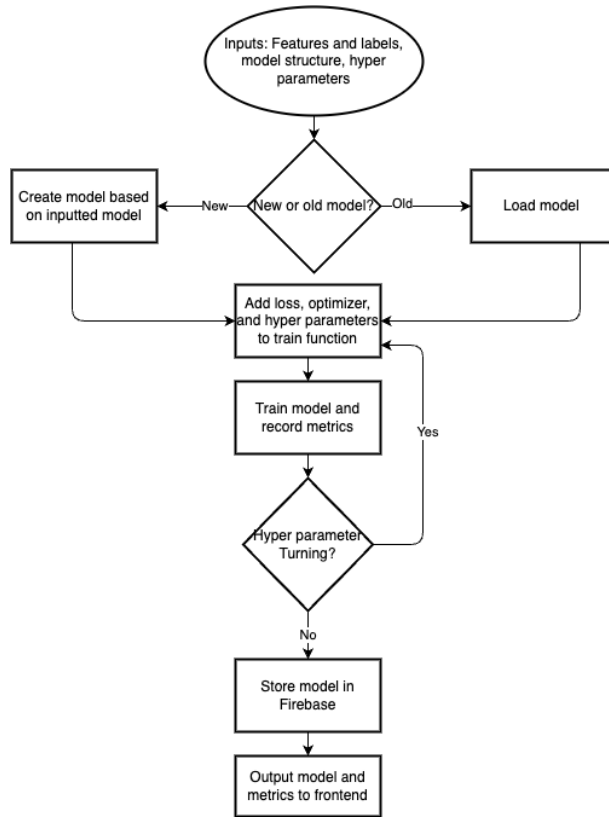 Inputs: Features and labels,
model structure, hyper
parameters
New or old model?
New
Old
Create model based
on inputted model
Load model
Add loss, optimizer,
and hyper parameters
to train function
Train model and
record metrics
Yes
Hyper parameter
Turning?
No
Store model in
Firebase
Output model and
metrics to frontend